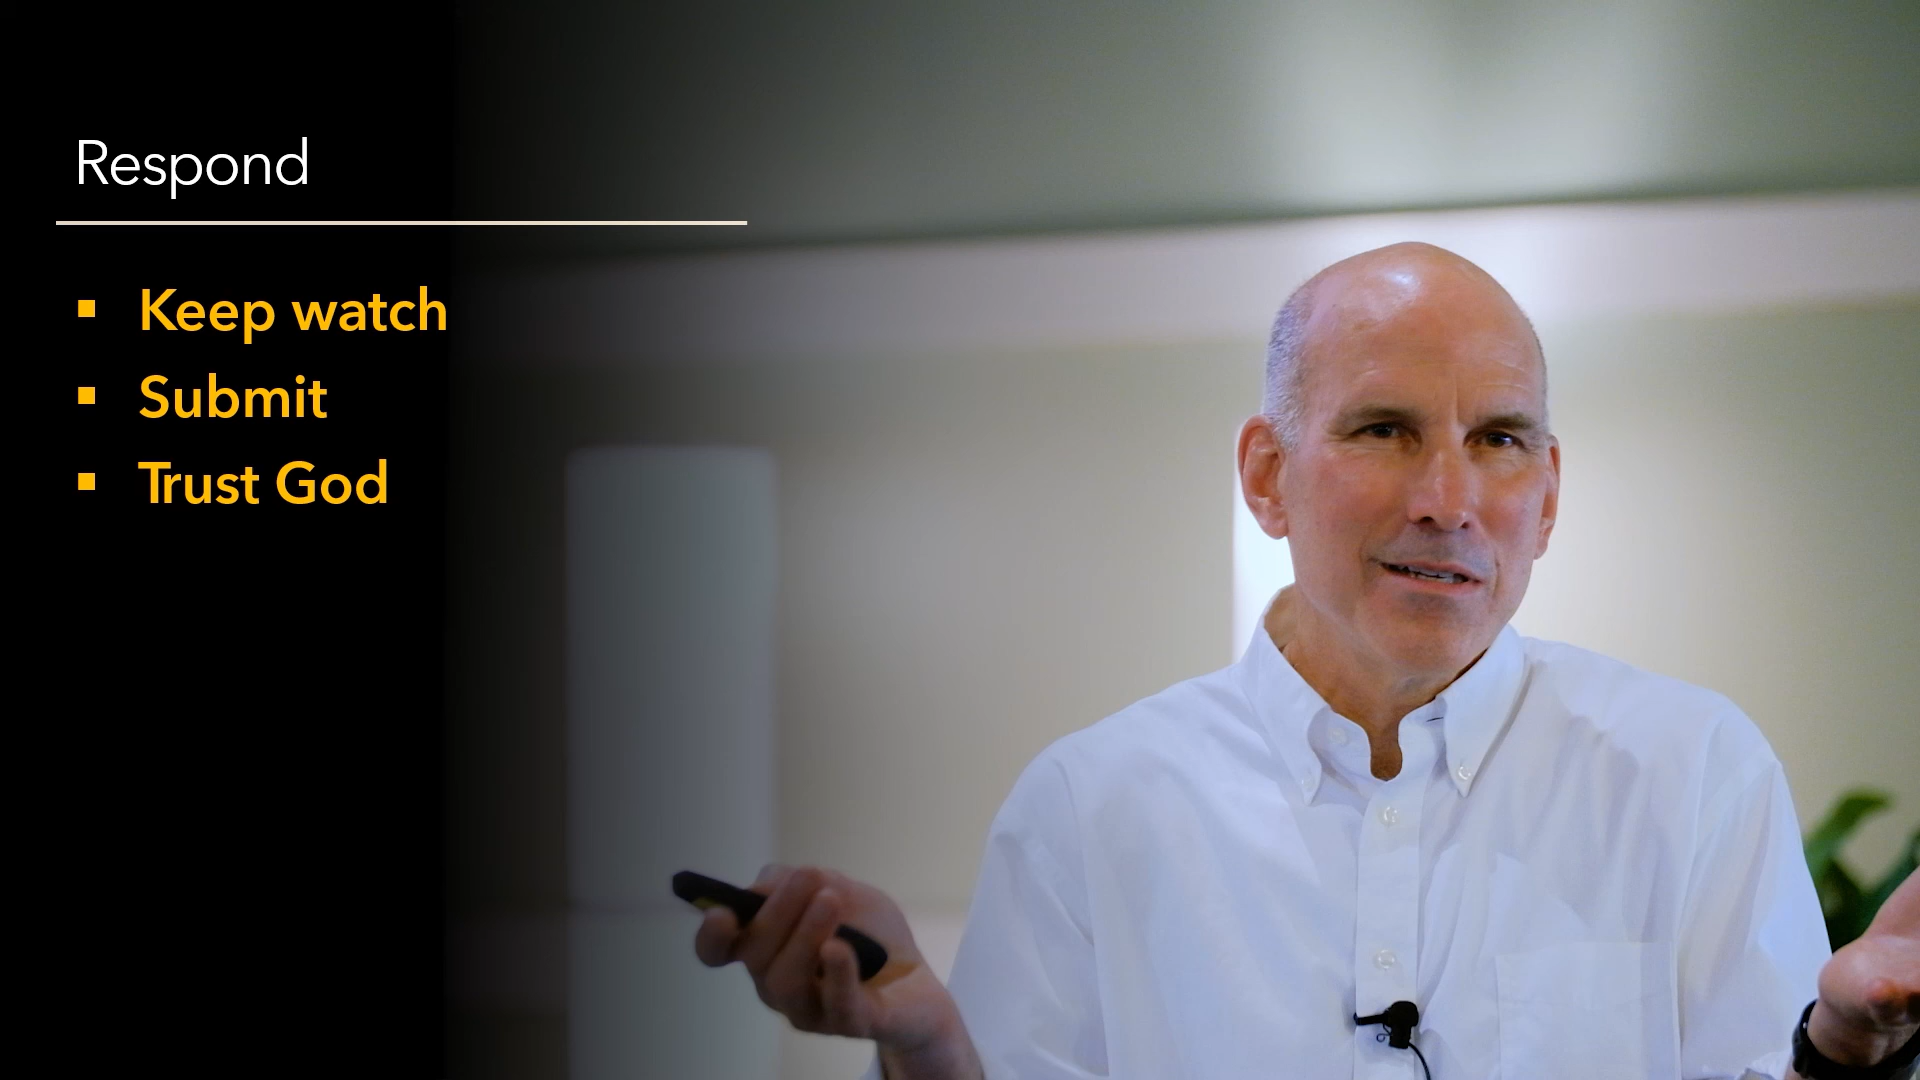 Respond
▪ Keep watch
▪ Submit
▪ Trust God